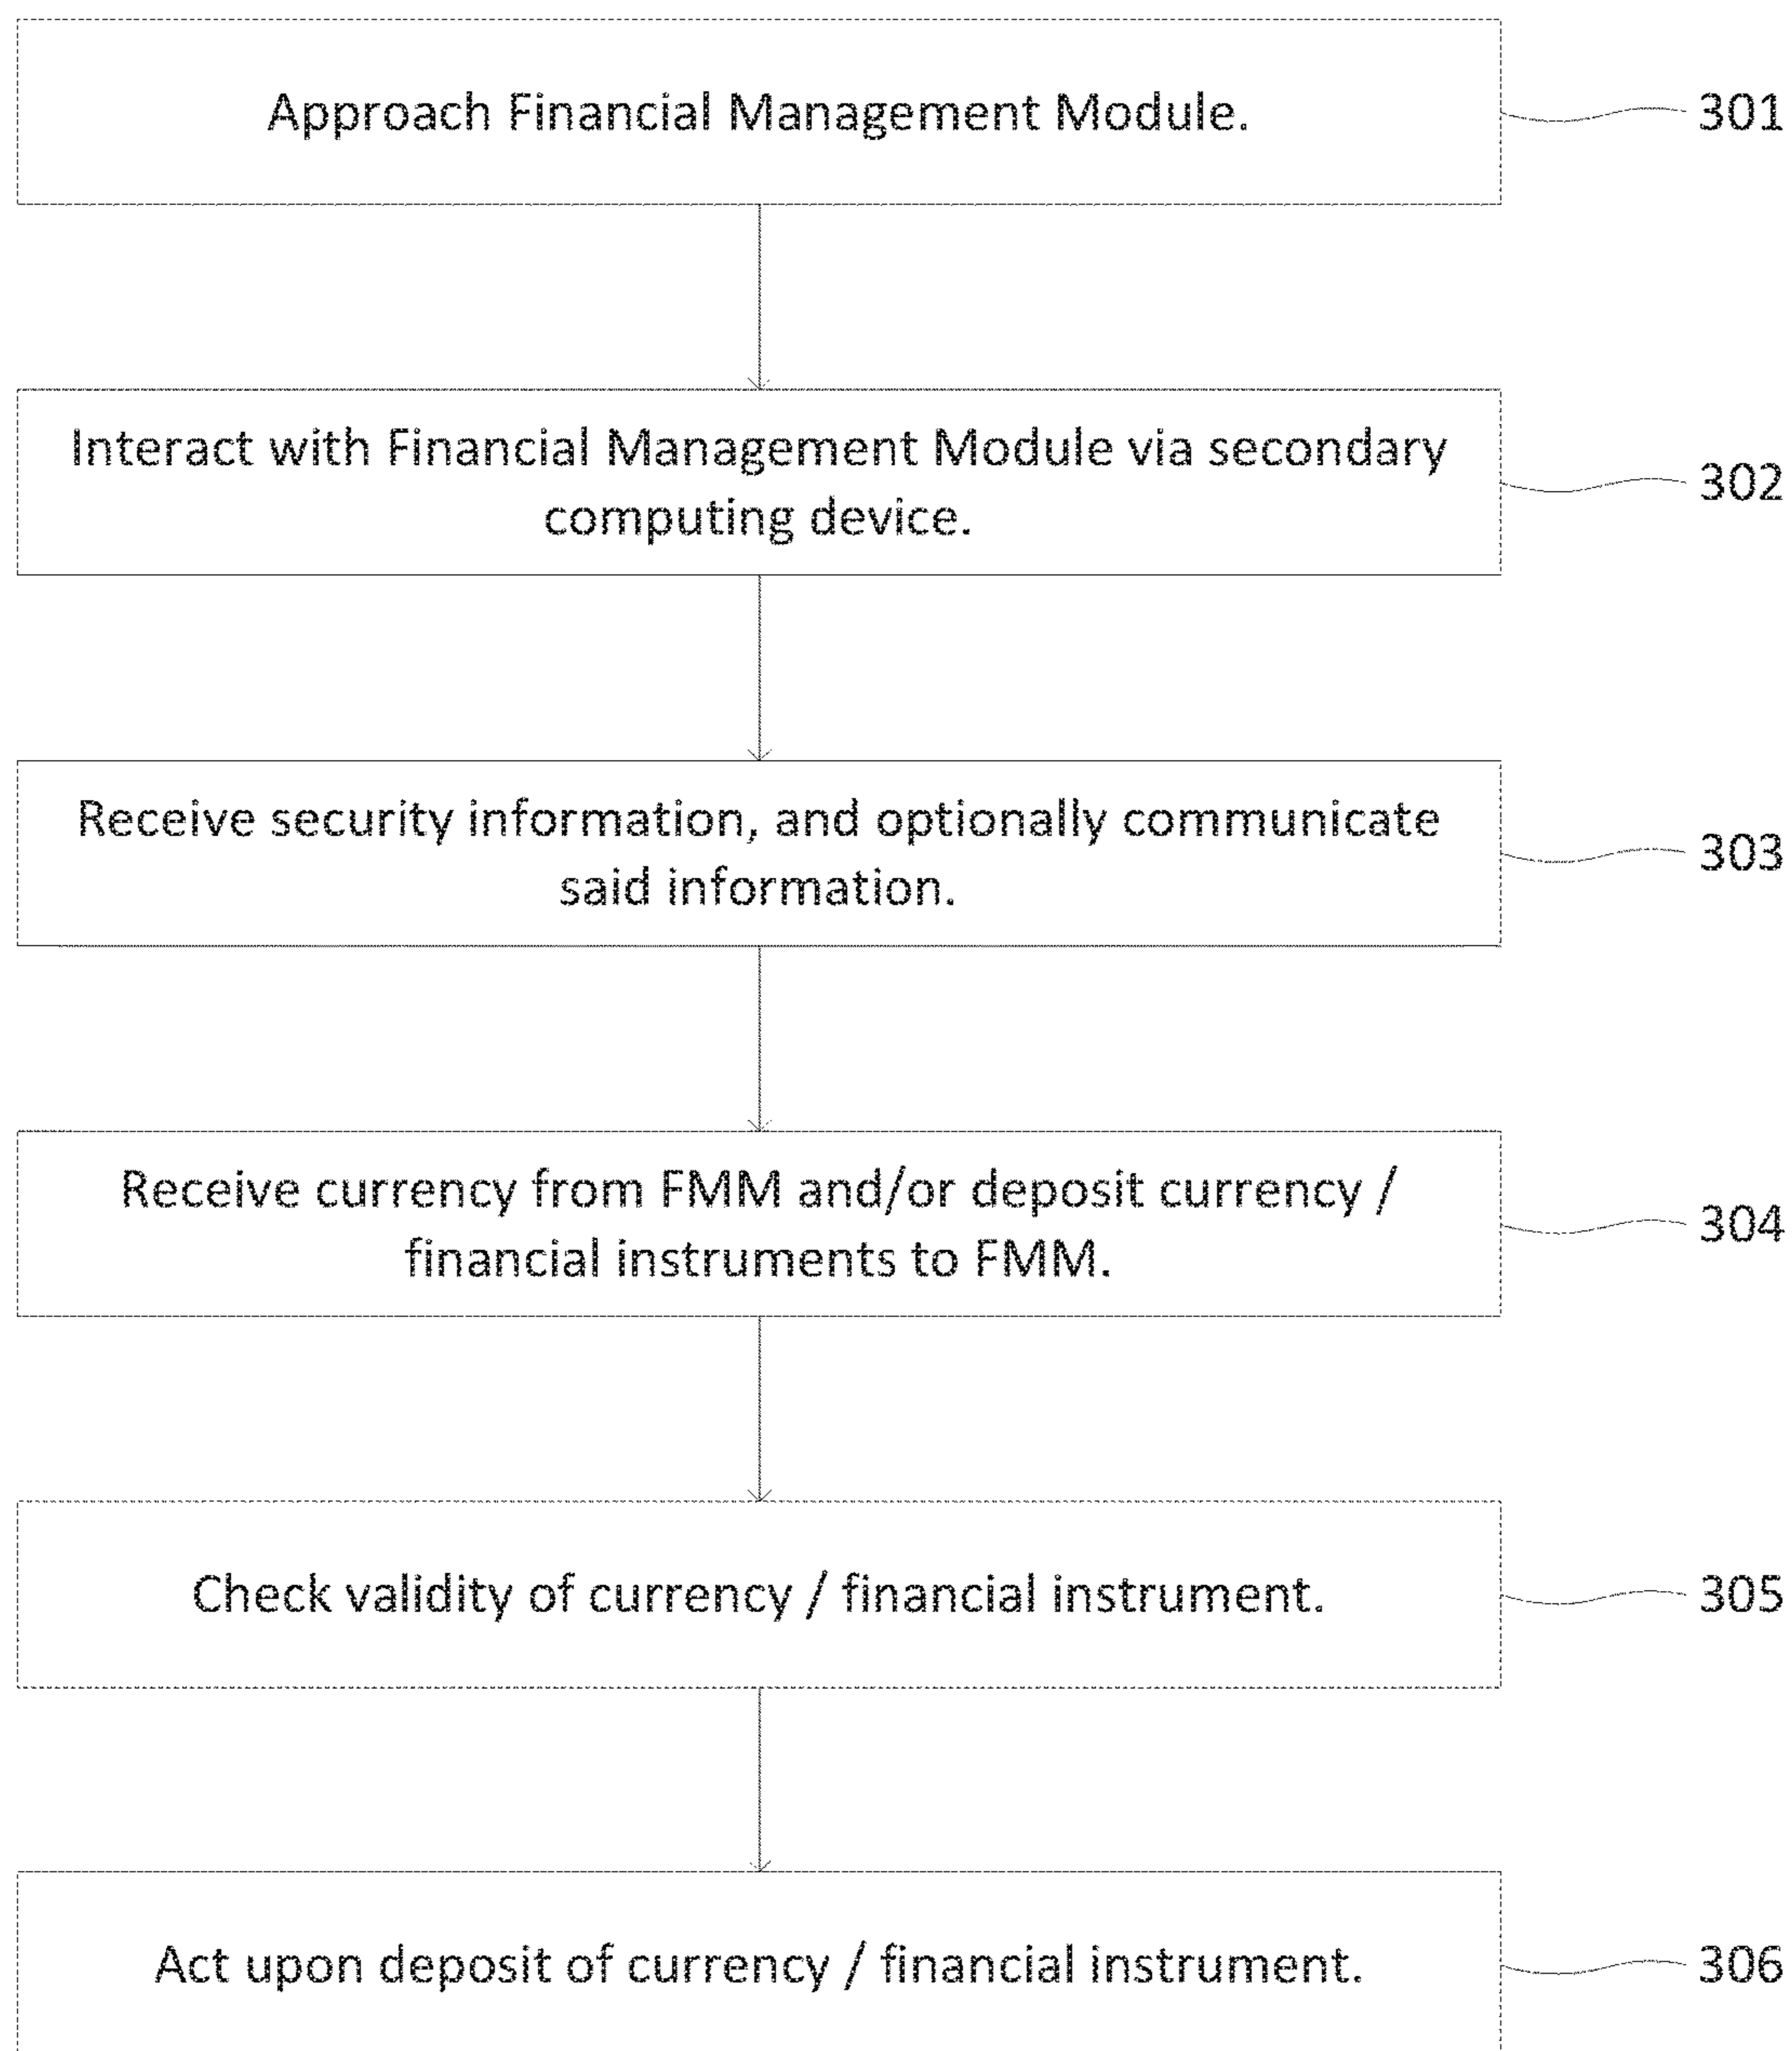 Approach Financial Management Module.
301
Interact with Financial Management Module via secondary
computing device.
302
Receive security information, and optionally communicate
said information.
303
Receive currency from FMM and/or deposit currency /
financial instruments to FMM.
304
Check validity of currency / financial instrument.
305
Act upon deposit of currency / financial instrument.
306